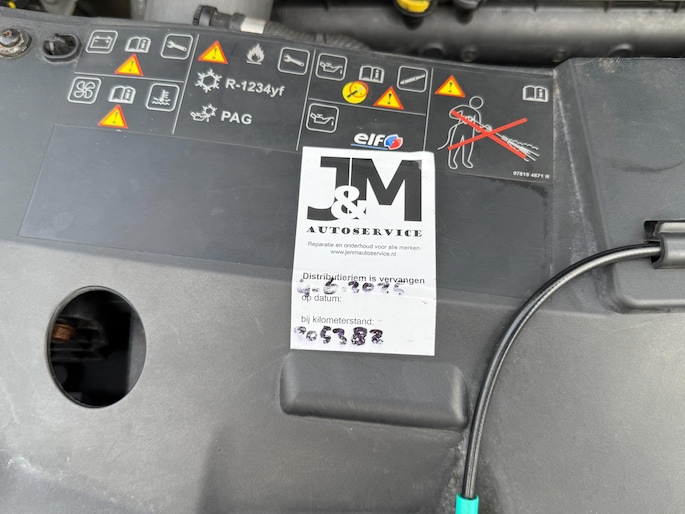 R-1234yf
PAG
elf
97816 4671 R
J&M
AUTOSERVICE
Reparatie en onderhoud voor alle merken
www.jenmautoservice.nl
Distributieriem is vervangen
op datum:
bij kilometerstand: